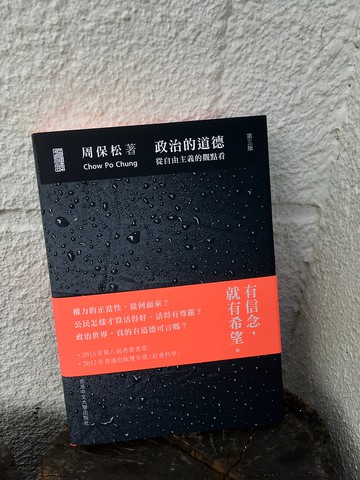 周保松 著
Chow Po Chung
政治的道德
從自由主義的觀點看
第三版
有信念，
就有希望。
權力的正當性，從何而來？
公民怎樣才算活得好、活得有尊嚴？
政治世界，真的有道德可言嗎？
• 2015年第八屆香港書獎
• 2017年香港出版雙年獎（社會科學）
香港中文大學出版社